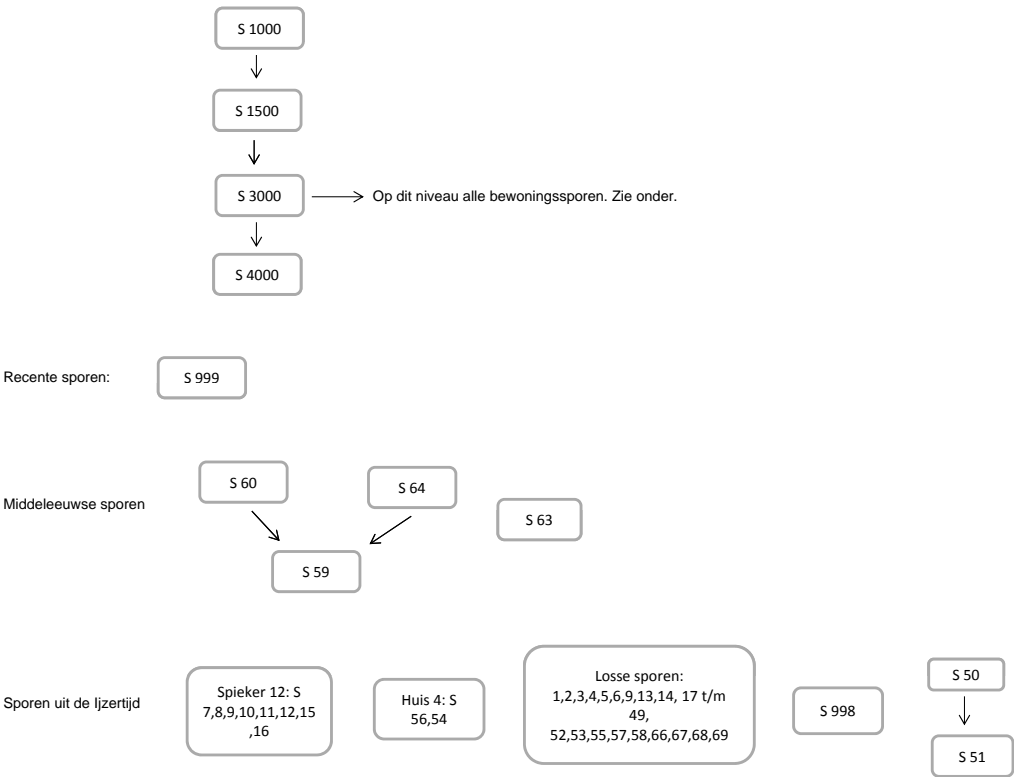 S 1000
S 1500
S 3000
Op dit niveau alle bewoningssporen. Zie onder.
S 4000
Recente sporen:
S 999
Middeleeuwse sporen
S 60
S 64
S 63
S 59
Sporen uit de Ijzertijd
Spieker 12: S
7,8,9,10,11,12,15
,16
Huis 4: S
56,54
Losse sporen:
1,2,3,4,5,6,9,13,14, 17 t/m
49,
52,53,55,57,58,66,67,68,69
S 998
S 50
S 51